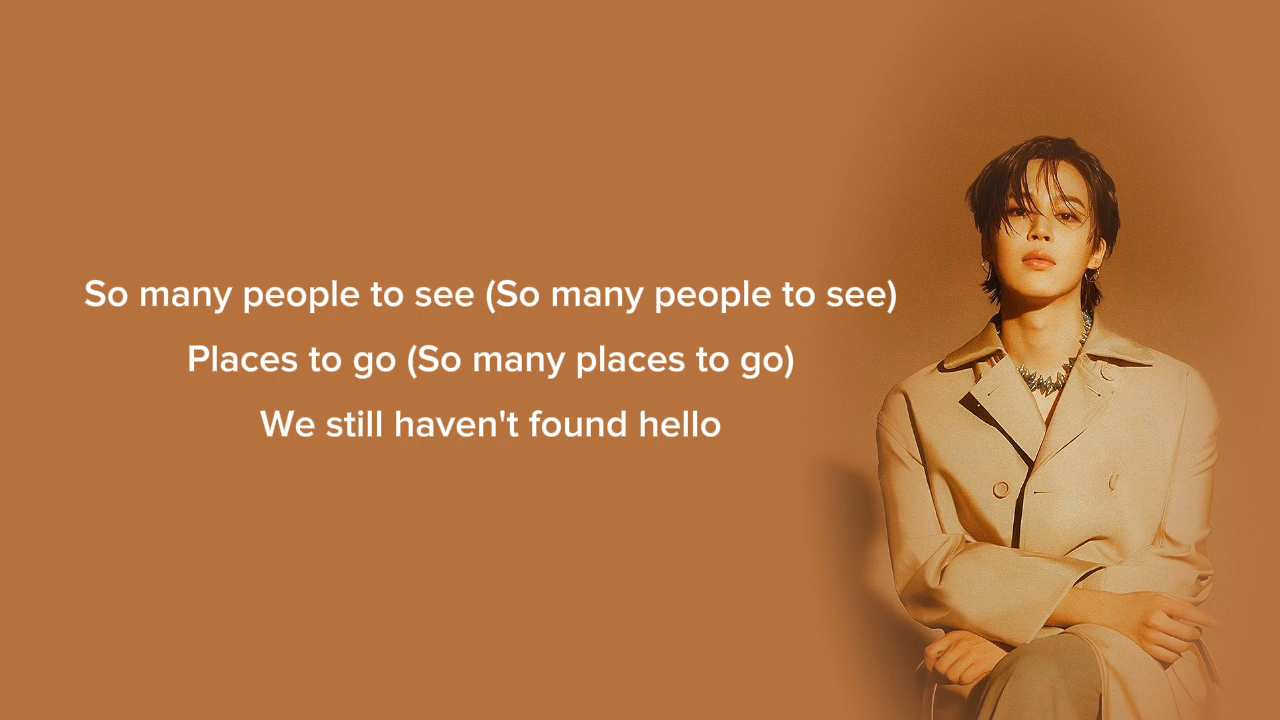 So many people to see (So many people to see)
Places to go (So many places to go)
We still haven't found hello